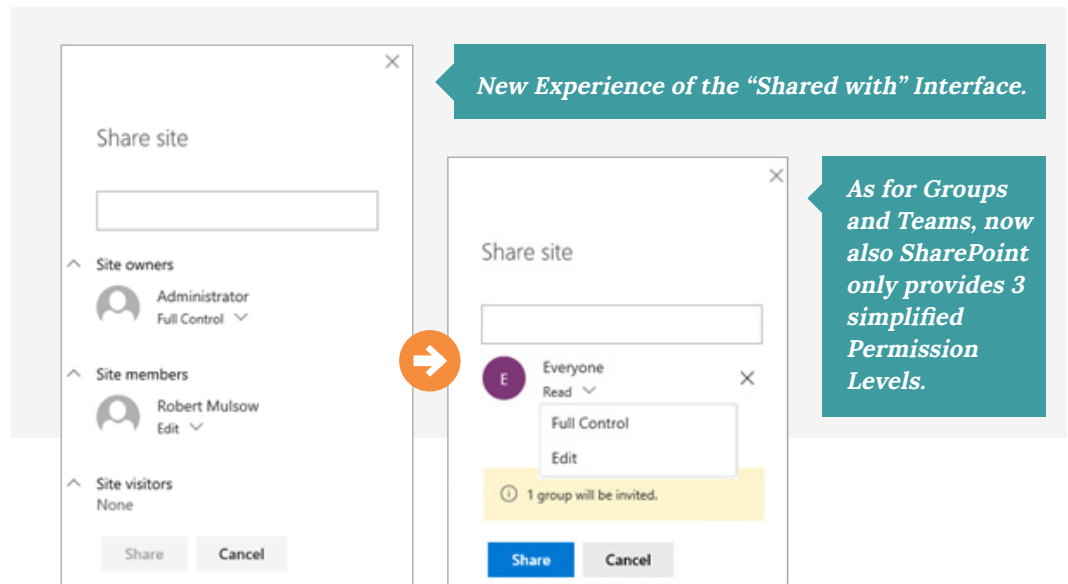 New Experience of the “Shared with” Interface.
Share site
Site owners
Administrator
Full Control
Site members
Robert Mulsow
Edit
Site visitors
None
Share Cancel
Share site
E
Everyone
Read
Full Control
Edit
1 group will be invited.
Share Cancel
As for Groups
and Teams, now
also SharePoint
only provides 3
simplified
Permission
Levels.